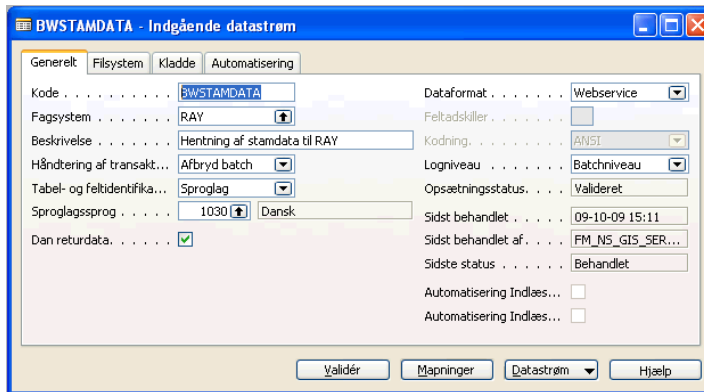 BWSTAMDATA - Indgående datastrøm
Generelt Filsystem Kladde Automatisering
Kode . . . . . . . . . . BWSTAMDATA
Fagsystem . . . . . . . RAY
Beskrivelse . . . . . . . Hentning af stamdata til RAY
Håndtering af transakt... Afbryd batch
Tabel- og feltidentifika... Sproglag
Sproglagssprog . . . . . 1030 Dansk
Dan returdata. . . . . .
Dataformat . . . . . . . Webservice
Feltadskiller . . . . . . .
Kodning. . . . . . . . . . ANSI
Logniveau . . . . . . . . Batchniveau
Opsætningsstatus. . . . Valideret
Sidst behandlet . . . . . 09-10-09 15:11
Sidst behandlet af. . . . FM_NS_GIS_SER...
Sidste status . . . . . . Behandlet
Automatisering Indlæs...
Automatisering Indlæs...
Validér Mapninger Datastrøm Hjælp